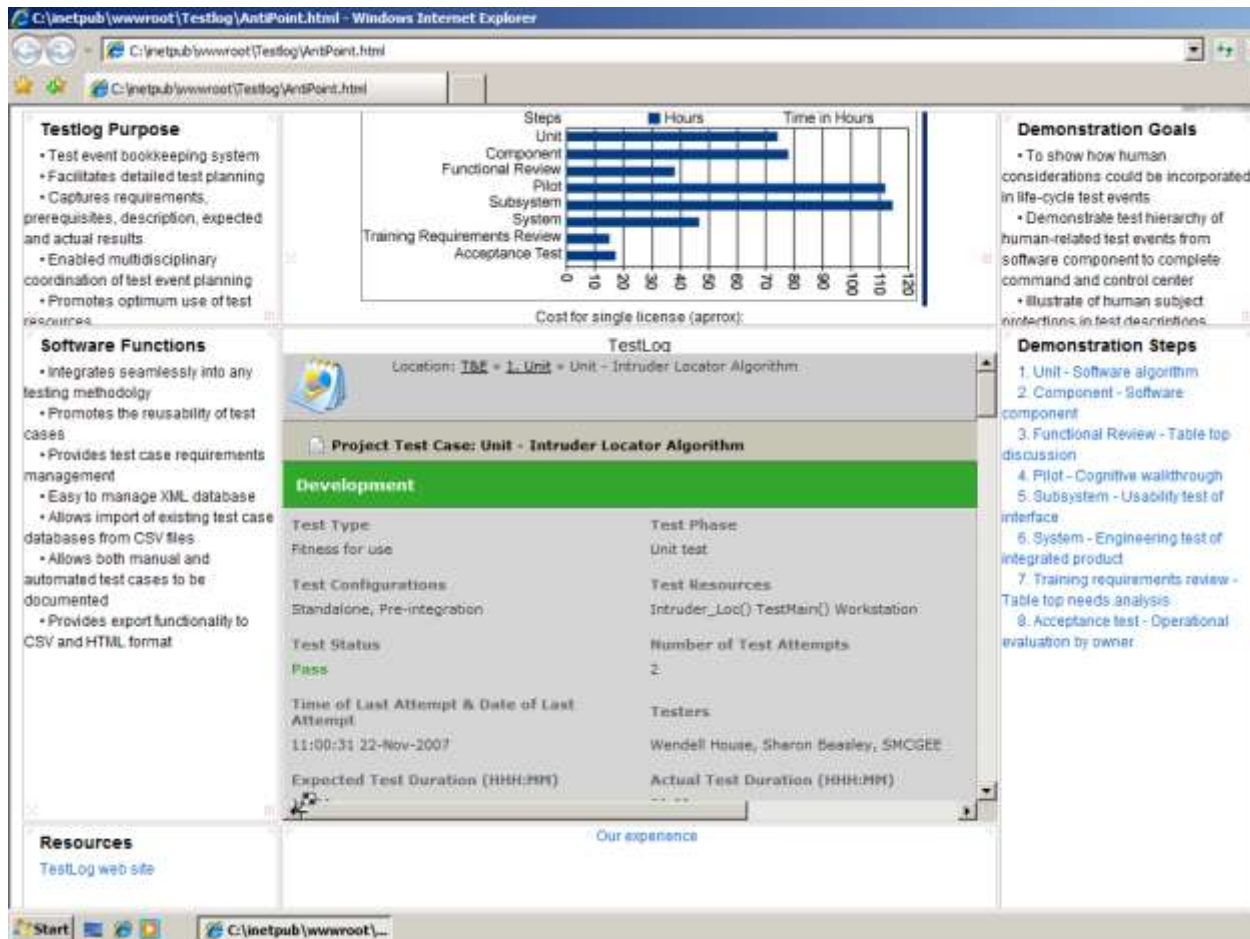 C:\inetpub\wwwroot\Testlog\AntiPoint.html - Windows Internet Explorer
C:\inetpub\wwwroot\Testlog\AntiPoint.html
C:\inetpub\wwwroot\Testlog\AntiPoint.html
Testlog Purpose
• Test event bookkeeping system
• Facilitates detailed test planning
• Captures requirements,
prerequisites, description, expected
and actual results
• Enabled multidisciplinary
coordination of test event planning
• Promotes optimum use of test
resources
Steps Hours Time in Hours
Unit
Component
Functional Review
Pilot
Subsystem
System
Training Requirements Review
Acceptance Test
0 10 20 30 40 50 60 70 80 90 100 110 120
Cost for single license (aprrox):
Demonstration Goals
• To show how human
considerations could be incorporated
in life-cycle test events
• Demonstrate test hierarchy of
human-related test events from
software component to complete
command and control center
• Illustrate of human subject
protections in test descriptions
Software Functions
• Integrates seamlessly into any
testing methodolgy
• Promotes the reusability of test
cases
• Provides test case requirements
management
• Easy to manage XML database
• Allows import of existing test case
databases from CSV files
• Allows both manual and
automated test cases to be
documented
• Provides export functionality to
CSV and HTML format
TestLog
Location: T&E » 1. Unit » Unit - Intruder Locator Algorithm
Project Test Case: Unit - Intruder Locator Algorithm
Development
Test Type Test Phase
Fitness for use Unit test
Test Configurations Test Resources
Standalone, Pre-integration Intruder_Loc() TestMain() Workstation
Test Status Number of Test Attempts
Pass 2
Time of Last Attempt & Date of Last
Attempt Testers
11:00:31 22-Nov-2007 Wendell House, Sharon Beasley, SMCGEE
Expected Test Duration (HHH:MM) Actual Test Duration (HHH:MM)
Demonstration Steps
1. Unit - Software algorithm
2. Component - Software
component
3. Functional Review - Table top
discussion
4. Pilot - Cognitive walkthrough
5. Subsystem - Usability test of
interface
6. System - Engineering test of
integrated product
7. Training requirements review -
Table top needs analysis
8. Acceptance test - Operational
evaluation by owner
Resources
TestLog web site
Our experience
Start C:\inetpub\wwwroot\...